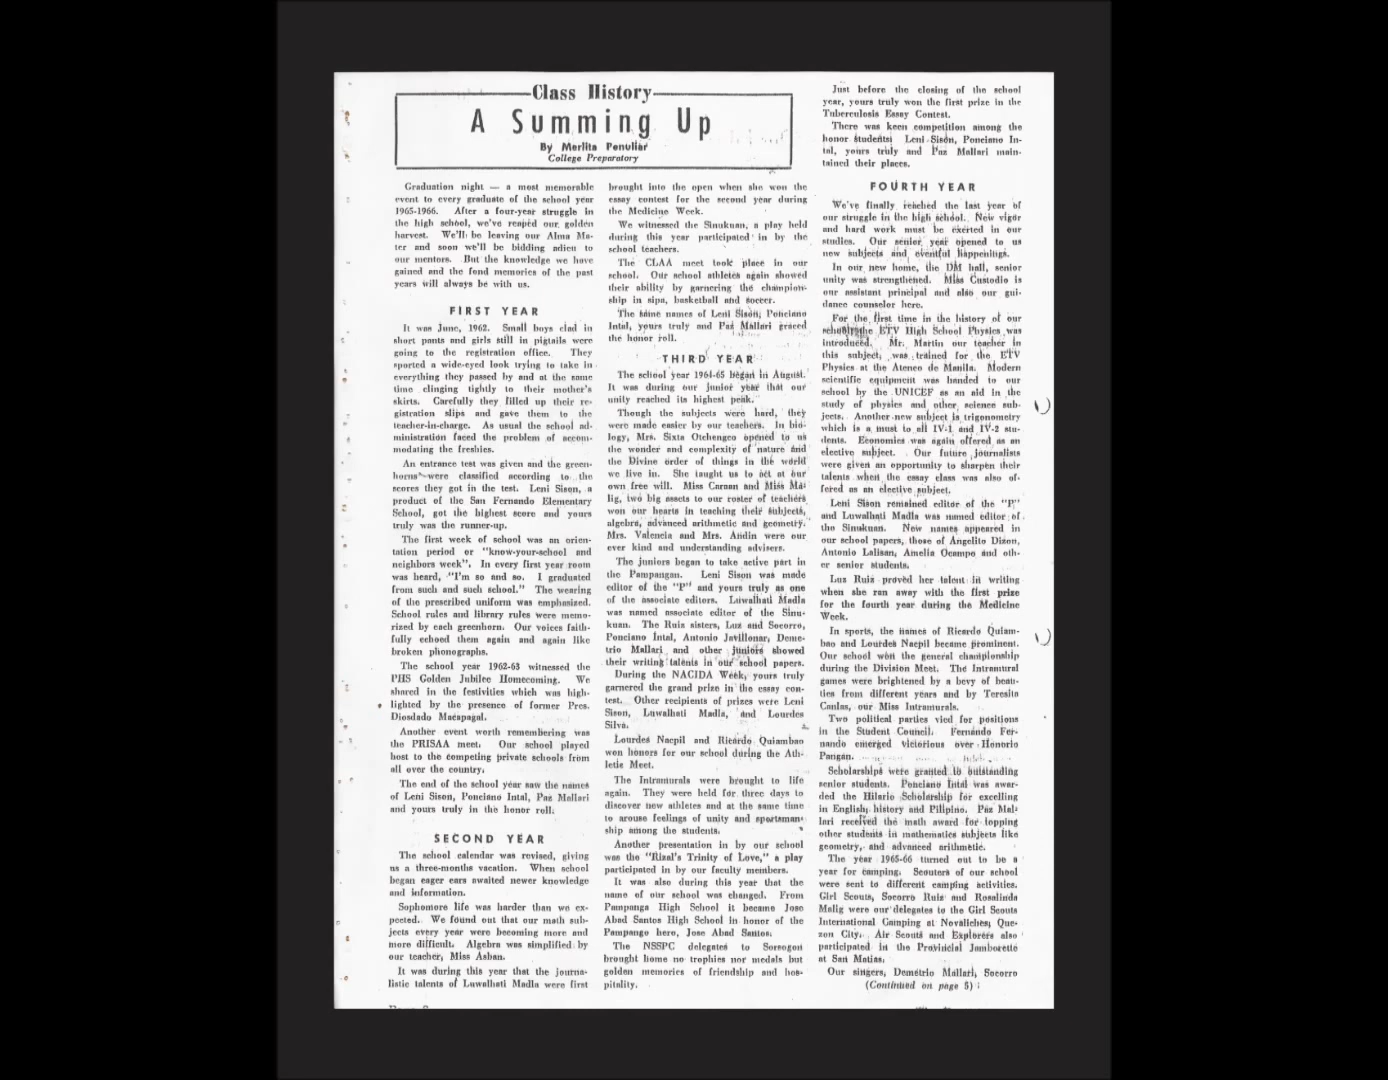 Class History
A Summing Up
By Merlita Penuliar
College Preparatory
Graduation night — a most memorable
event to every graduate of the school year
1965-1966. After a four-year struggle in
the high school, we've reaped our golden
harvest. We'll be leaving our Alma Ma-
ter and soon we'll be bidding adieu to
our mentors. But the knowledge we have
gained and the fond memories of the past
years will always be with us.
FIRST YEAR
It was June, 1962. Small boys clad in
short pants and girls still in pigtails were
going to the registration office. They
sported a wide-eyed look trying to take in
everything they passed by and at the same
time clinging tightly to their mother's
skirts. Carefully they filled up their re-
gistration slips and gave them to the
teacher-in-charge. As usual the school ad-
ministration faced the problem of accom-
modating the freshies.
An entrance test was given and the green-
horns were classified according to the
scores they got in the test. Leni Sison, a
product of the San Fernando Elementary
School, got the highest score and yours
truly was the runner-up.
The first week of school was an orien-
tation period or "know-your-school and
neighbors week". In every first year room
was heard, "I'm so and so. I graduated
from such and such school." The wearing
of the prescribed uniform was emphasized.
School rules and library rules were memo-
rized by each greenhorn. Our voices faith-
fully echoed them again and again like
broken phonographs.
The school year 1962-63 witnessed the
PHS Golden Jubilee Homecoming. We
shared in the festivities which was high-
lighted by the presence of former Pres.
Diosdado Macapagal.
Another event worth remembering was
the PRISAA meet. Our school played
host to the competing private schools from
all over the country.
The end of the school year saw the names
of Leni Sison, Ponciano Intal, Paz Mallari
and yours truly in the honor roll.
SECOND YEAR
The school calendar was revised, giving
us a three-months vacation. When school
began eager ears awaited newer knowledge
and information.
Sophomore life was harder than we ex-
pected. We found out that our math sub-
jects every year were becoming more and
more difficult. Algebra was simplified by
our teacher, Miss Asban.
It was during this year that the journa-
listic talents of Luwalhati Madla were first
brought into the open when she won the
essay contest for the second year during
the Medicine Week.
We witnessed the Sinukuan, a play held
during this year participated in by the
school teachers.
The CLAA meet took place in our
school. Our school athletes again showed
their ability by garnering the champion-
ship in sipa, basketball and soccer.
The same names of Leni Sison, Ponciano
Intal, yours truly and Paz Mallari graced
the honor roll.
THIRD YEAR
The school year 1964-65 began in August.
It was during our junior year that our
unity reached its highest peak.
Though the subjects were hard, they
were made easier by our teachers. In bio-
logy, Mrs. Sixta Otchengco opened to us
the wonder and complexity of nature and
the Divine order of things in the world
we live in. She taught us to act at our
own free will. Miss Caraan and Miss Ma-
lig, two big assets to our roster of teachers
won our hearts in teaching their subjects,
algebra, advanced arithmetic and geometry.
Mrs. Valencia and Mrs. Aridin were our
ever kind and understanding advisers.
The juniors began to take active part in
the Pampangan. Leni Sison was made
editor of the "P" and yours truly as one
of the associate editors. Luwalhati Madla
was named associate editor of the Sinu-
kuan. The Ruiz sisters, Luz and Socorro,
Ponciano Intal, Antonio Javillonar, Deme-
trio Mallari and other juniors showed
their writing talents in our school papers.
During the NACIDA Week, yours truly
garnered the grand prize in the essay con-
test. Other recipients of prizes were Leni
Sison, Luwalhati Madla, and Lourdes
Silva.
Lourdes Nacpil and Ricardo Quiambao
won honors for our school during the Ath-
letic Meet.
The Intramurals were brought to life
again. They were held for three days to
discover new athletes and at the same time
to arouse feelings of unity and sportsman-
ship among the students.
Another presentation in by our school
was the "Rizal's Trinity of Love," a play
participated in by our faculty members.
It was also during this year that the
name of our school was changed. From
Pampanga High School it became Jose
Abad Santos High School in honor of the
Pampango hero, Jose Abad Santos.
The NSSPC delegates to Sorsogon
brought home no trophies nor medals but
golden memories of friendship and hos-
pitality.
Just before the closing of the school
year, yours truly won the first prize in the
Tuberculosis Essay Contest.
There was keen competition among the
honor students! Leni Sison, Ponciano In-
tal, yours truly and Paz Mallari main-
tained their places.
FOURTH YEAR
We've finally reached the last year of
our struggle in the high school. New vigor
and hard work must be exerted in our
studies. Our senior year opened to us
new subjects and eventful happenings.
In our new home, the DM hall, senior
unity was strengthened. Miss Custodio is
our assistant principal and also our gui-
dance counselor here.
For the first time in the history of our
school the ETV High School Physics was
introduced. Mr. Martin our teacher in
this subject, was trained for the ETV
Physics at the Ateneo de Manila. Modern
scientific equipment was handed to our
school by the UNICEF as an aid in the
study of physics and other science sub-
jects. Another new subject is trigonometry
which is a must to all IV-1 and IV-2 stu-
dents. Economics was again offered as an
elective subject. Our future journalists
were given an opportunity to sharpen their
talents when the essay class was also of-
fered as an elective subject.
Leni Sison remained editor of the "P"
and Luwalhati Madla was named editor of
the Sinukuan. New names appeared in
our school papers, those of Angelito Dizon,
Antonio Lalisan, Amelia Ocampo and oth-
er senior students.
Luz Ruiz proved her talent in writing
when she ran away with the first prize
for the fourth year during the Medicine
Week.
In sports, the names of Ricardo Quiam-
bao and Lourdes Nacpil became prominent.
Our school won the general championship
during the Division Meet. The Intramural
games were brightened by a bevy of beau-
ties from different years and by Teresita
Canlas, our Miss Intramurals.
Two political parties vied for positions
in the Student Council. Fernando Fer-
nando emerged victorious over Honorio
Pangan.
Scholarships were granted to outstanding
senior students. Ponciano Intal was awar-
ded the Hilario Scholarship for excelling
in English, history and Pilipino. Paz Mal-
lari received the math award for topping
other students in mathematics subjects like
geometry, and advanced arithmetic.
The year 1965-66 turned out to be a
year for camping. Scouters of our school
were sent to different camping activities.
Girl Scouts, Socorro Ruiz and Rosalinda
Malig were our delegates to the Girl Scouts
International Camping at Novaliches, Que-
zon City. Air Scouts and Explorers also
participated in the Provincial Jamborette
at San Matias.
Our singers, Demetrio Mallari, Socorro
(Continued on page 5)